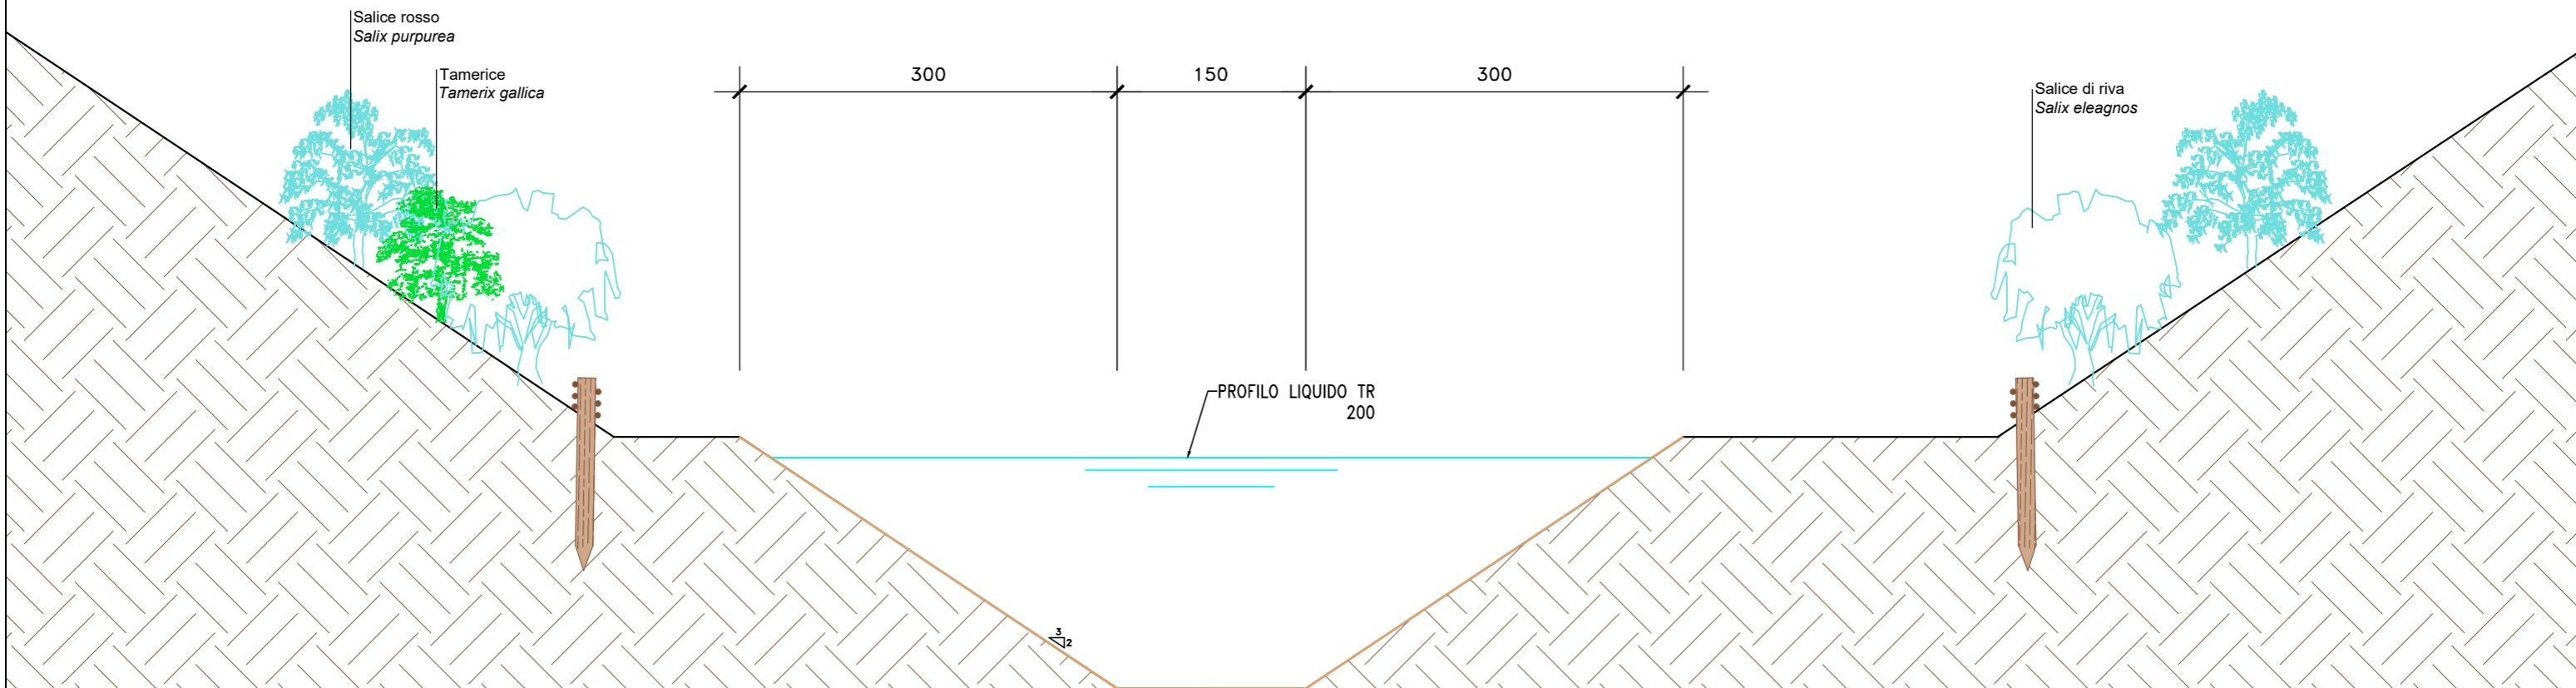 Salice rosso
Salix purpurea
Tamerice
Tamerix gallica
300
150
300
Salice di riva
Salix eleagnos
PROFILO LIQUIDO TR
200
3
2